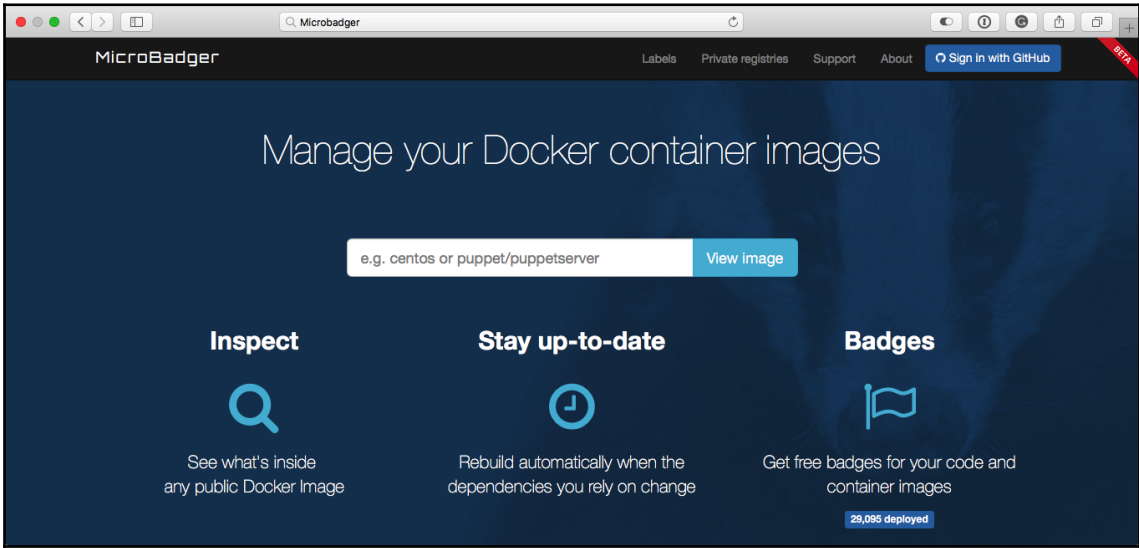 Microbadger
MicroBadger
Labels Private registries Support About Sign in with GitHub
BETA
Manage your Docker container images
e.g. centos or puppet/puppetserver View image
Inspect Stay up-to-date Badges
See what's inside Rebuild automatically when the Get free badges for your code and
any public Docker Image dependencies you rely on change container images
29,095 deployed